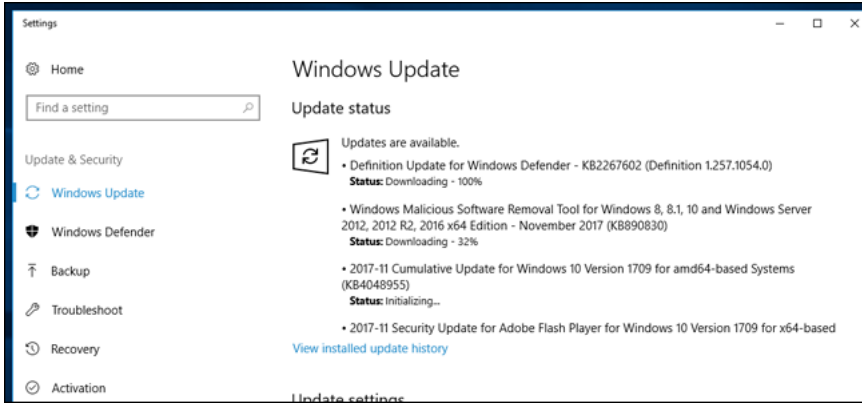 Settings
Home
Windows Update
Find a setting
Update status
Updates are available.
• Definition Update for Windows Defender - KB2267602 (Definition 1.257.1054.0)
Status: Downloading - 100%
• Windows Malicious Software Removal Tool for Windows 8, 8.1, 10 and Windows Server
2012, 2012 R2, 2016 x64 Edition - November 2017 (KB890830)
Status: Downloading - 32%
• 2017-11 Cumulative Update for Windows 10 Version 1709 for amd64-based Systems
(KB4048955)
Status: Initializing...
• 2017-11 Security Update for Adobe Flash Player for Windows 10 Version 1709 for x64-based
View installed update history
Update settings
Update & Security
Windows Update
Windows Defender
Backup
Troubleshoot
Recovery
Activation